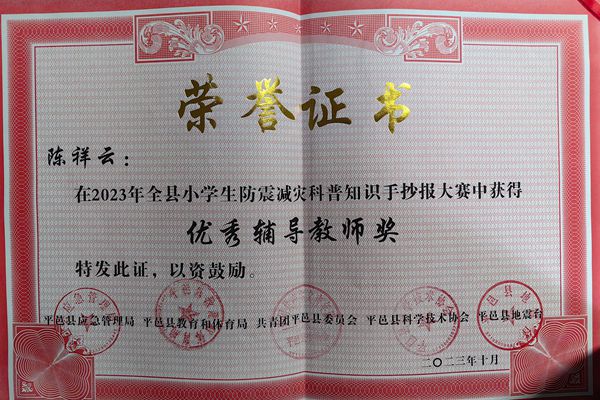 荣誉证书
陈祥云：
在2023年全县小学生防震减灾科普知识手抄报大赛中获得
优秀辅导教师奖
特发此证，以资鼓励。
平邑县应急管理局 平邑县教育和体育局 共青团平邑县委员会 平邑县科学技术协会 平邑县地震台
二〇二三年十月